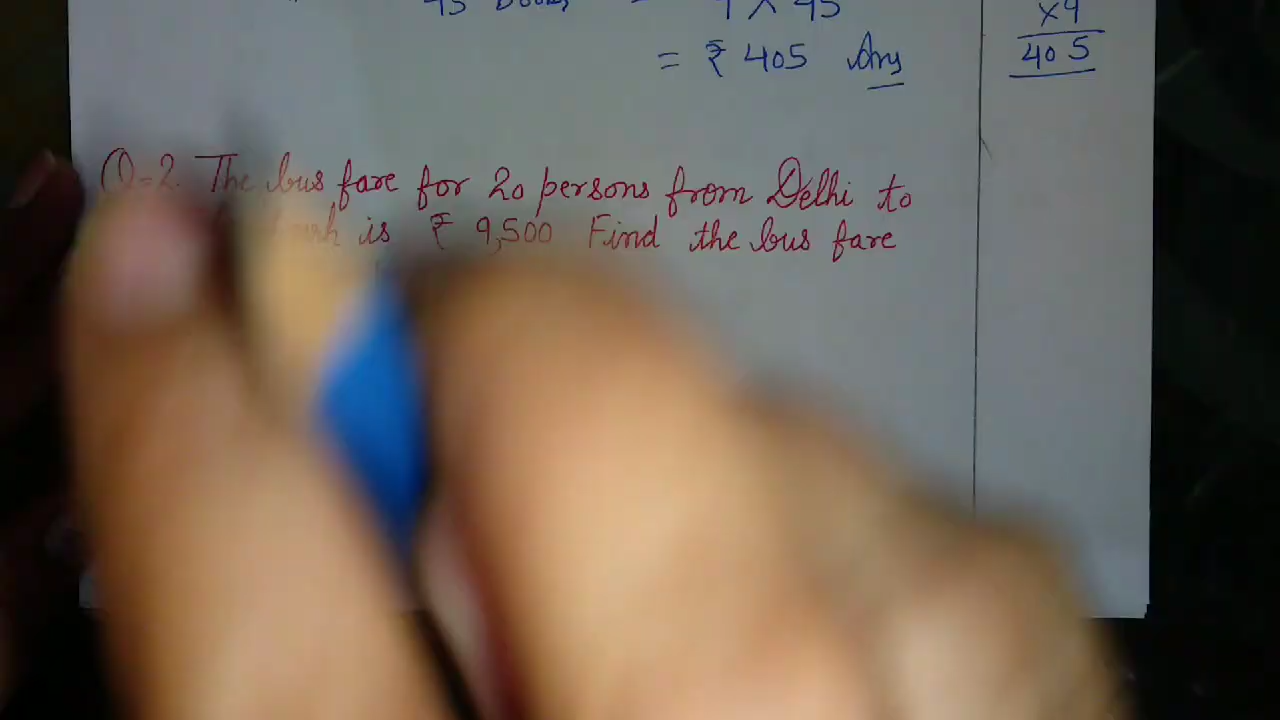 = ₹ 405 Ans
x9
405
Q-2. The bus fare for 20 persons from Delhi to
is ₹ 9,500 Find the bus fare